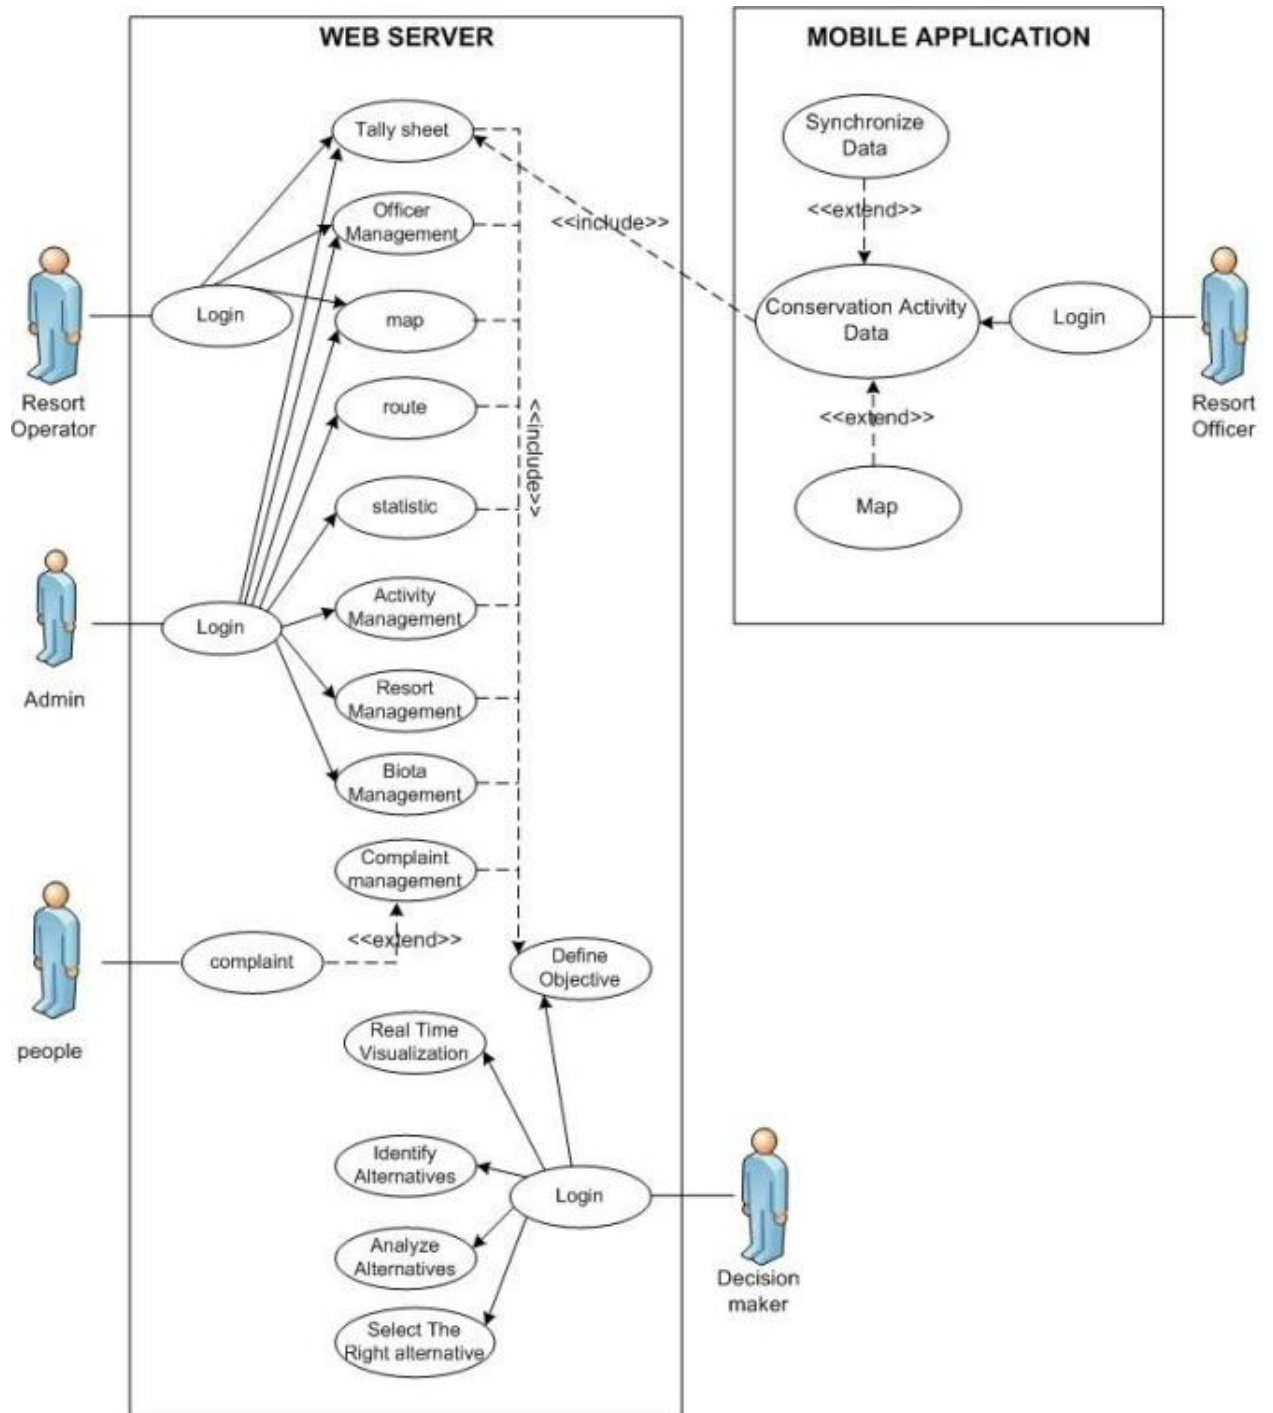 WEB SERVER
Tally sheet
Officer
Management
Login
map
route
statistic
Activity
Management
Login
Resort
Management
Biota
Management
Complaint
management
<<extend>>
complaint
<<include>>
Define
Objective
Real Time
Visualization
Identify
Alternatives
Login
Analyze
Alternatives
Select The
Right alternative
Resort
Operator
Admin
people
Decision
maker
<<include>>
MOBILE APPLICATION
Synchronize
Data
<<extend>>
Conservation Activity
Data
Login
<<extend>>
Map
Resort
Officer